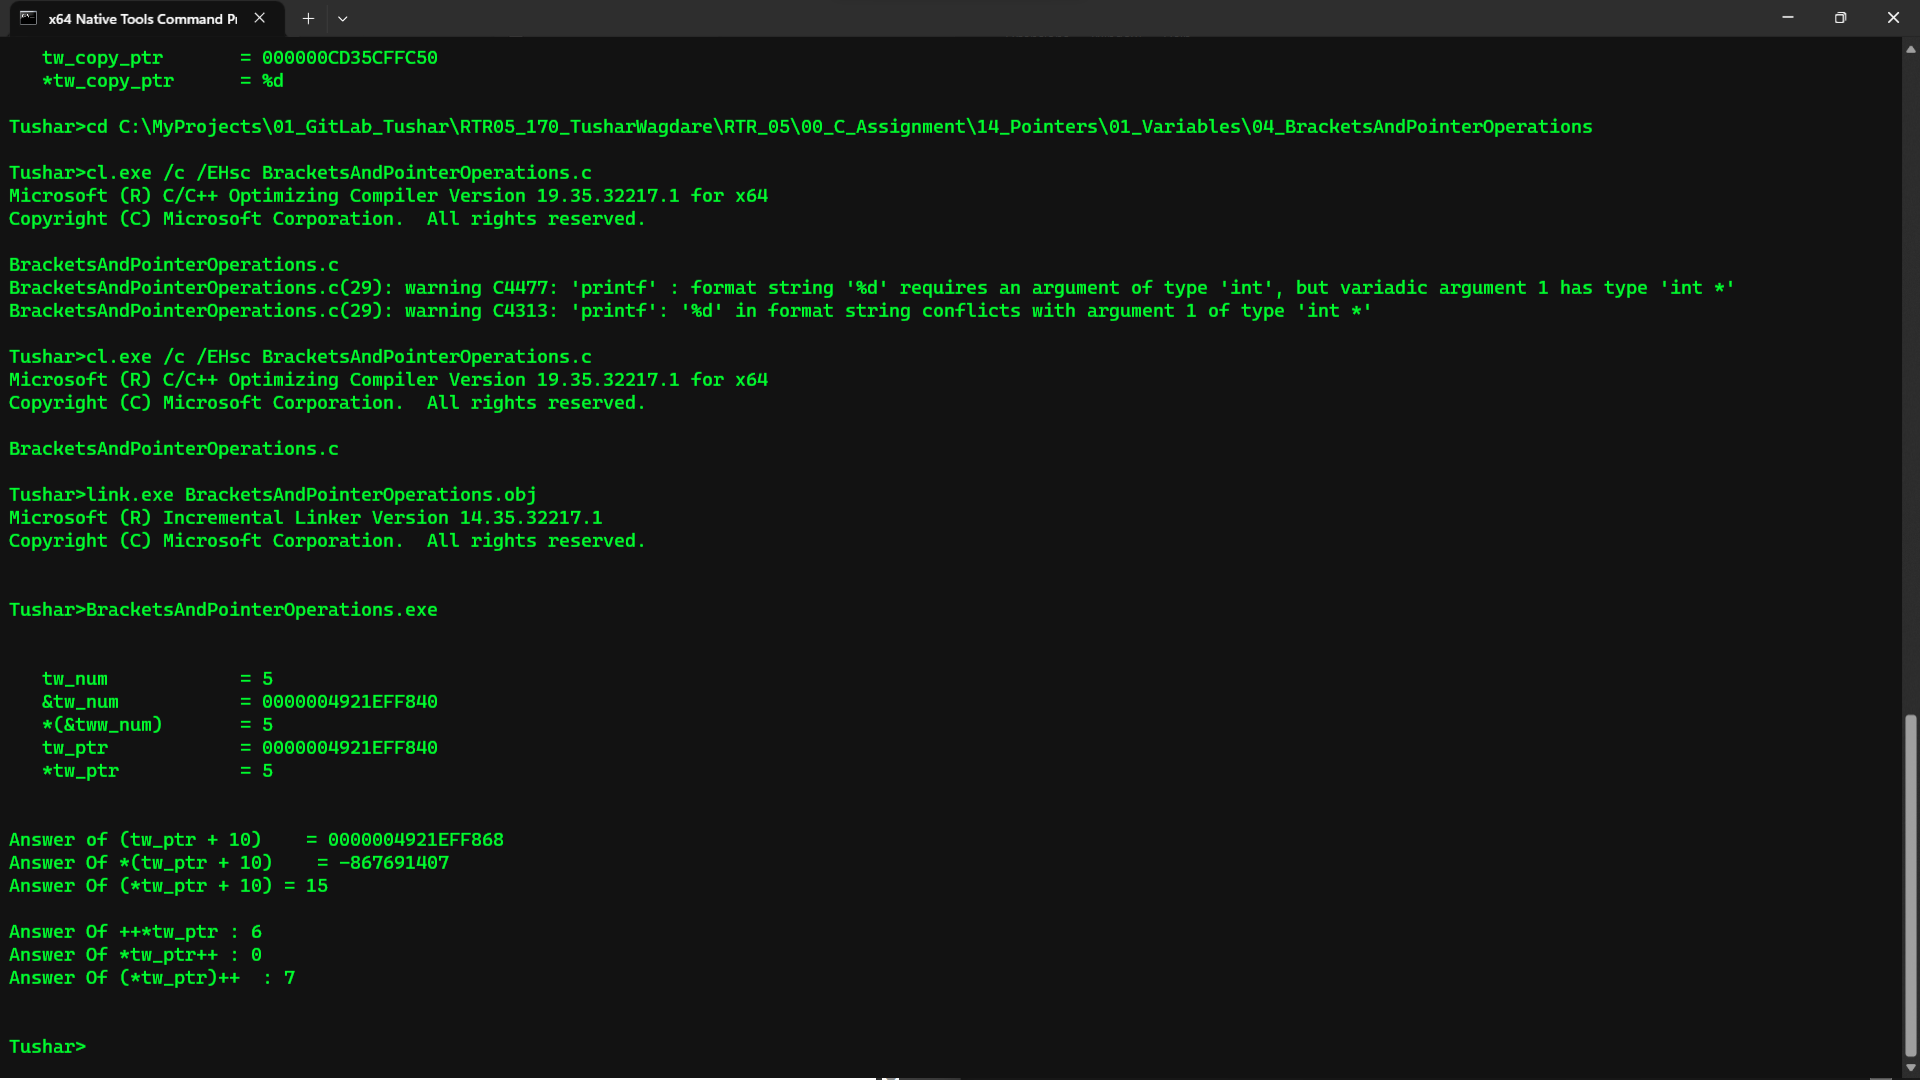 x64 Native Tools Command Pr
tw_copy_ptr = 000000CD35CFFC50
*tw_copy_ptr = %d
Tushar>cd C:\MyProjects\01_GitLab_Tushar\RTR05_170_TusharWagdare\RTR_05\00_C_Assignment\14_Pointers\01_Variables\04_BracketsAndPointerOperations
Tushar>cl.exe /c /EHsc BracketsAndPointerOperations.c
Microsoft (R) C/C++ Optimizing Compiler Version 19.35.32217.1 for x64
Copyright (C) Microsoft Corporation.  All rights reserved.
BracketsAndPointerOperations.c
BracketsAndPointerOperations.c(29): warning C4477: 'printf' : format string '%d' requires an argument of type 'int', but variadic argument 1 has type 'int *'
BracketsAndPointerOperations.c(29): warning C4313: 'printf': '%d' in format string conflicts with argument 1 of type 'int *'
Tushar>cl.exe /c /EHsc BracketsAndPointerOperations.c
Microsoft (R) C/C++ Optimizing Compiler Version 19.35.32217.1 for x64
Copyright (C) Microsoft Corporation.  All rights reserved.
BracketsAndPointerOperations.c
Tushar>link.exe BracketsAndPointerOperations.obj
Microsoft (R) Incremental Linker Version 14.35.32217.1
Copyright (C) Microsoft Corporation.  All rights reserved.
Tushar>BracketsAndPointerOperations.exe
tw_num = 5
&tw_num = 0000004921EFF840
*(&tww_num) = 5
tw_ptr = 0000004921EFF840
*tw_ptr = 5
Answer of (tw_ptr + 10) = 0000004921EFF868
Answer Of *(tw_ptr + 10) = -867691407
Answer Of (*tw_ptr + 10) = 15
Answer Of ++*tw_ptr : 6
Answer Of *tw_ptr++ : 0
Answer Of (*tw_ptr)++ : 7
Tushar>